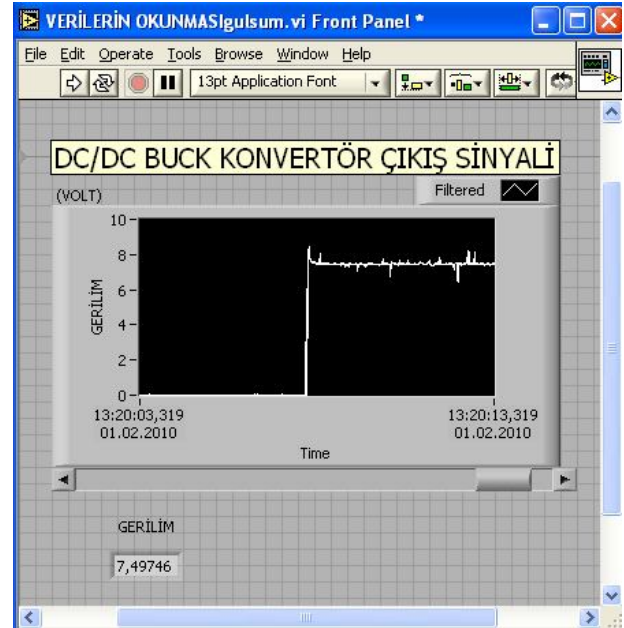 VERİLERİN OKUNMASIgulsum.vi Front Panel *
File Edit Operate Tools Browse Window Help
13pt Application Font
DC/DC BUCK KONVERTÖR ÇIKIŞ SİNYALİ
(VOLT)
Filtered
10
8
6
4
2
0
GERİLİM
13:20:03,319
01.02.2010
13:20:13,319
01.02.2010
Time
GERİLİM
7,49746